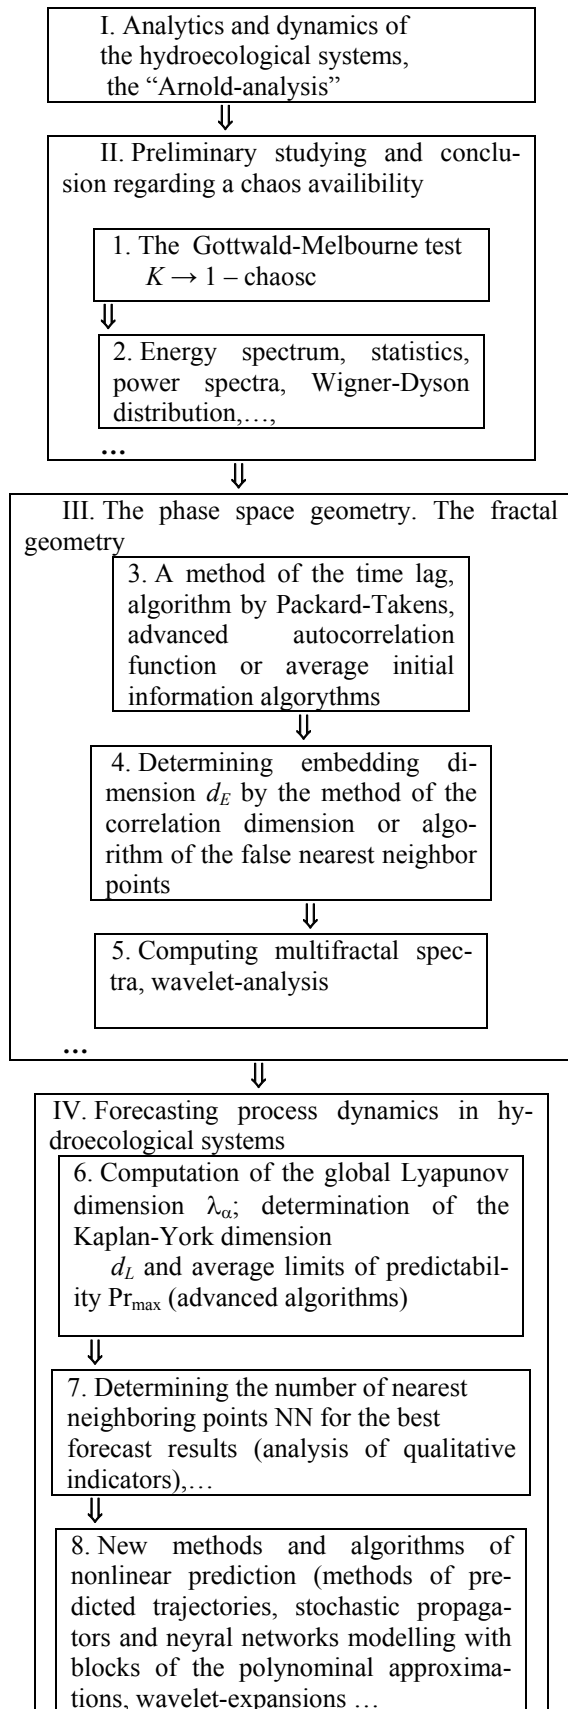 I. Analytics and dynamics of
the hydroecological systems,
the “Arnold-analysis”
⇓
II. Preliminary studying and conclu-
sion regarding a chaos availibility
1. The Gottwald-Melbourne test
K → 1 – chaosc
⇓
2. Energy spectrum, statistics,
power spectra, Wigner-Dyson
distribution,…,
...
⇓
III. The phase space geometry. The fractal
geometry
3. A method of the time lag,
algorithm by Packard-Takens,
advanced autocorrelation
function or average initial
information algorythms
⇓
4. Determining embedding di-
mension d_E by the method of the
correlation dimension or algo-
rithm of the false nearest neighbor
points
⇓
5. Computing multifractal spec-
tra, wavelet-analysis
...
⇓
IV. Forecasting process dynamics in hy-
droecological systems
6. Computation of the global Lyapunov
dimension λ_α; determination of the
Kaplan-York dimension
d_L and average limits of predictabil-
ity Pr_max (advanced algorithms)
⇓
7. Determining the number of nearest
neighboring points NN for the best
forecast results (analysis of qualitative
indicators),…
⇓
8. New methods and algorithms of
nonlinear prediction (methods of pre-
dicted trajectories, stochastic propaga-
tors and neyral networks modelling with
blocks of the polynominal approxima-
tions, wavelet-expansions …